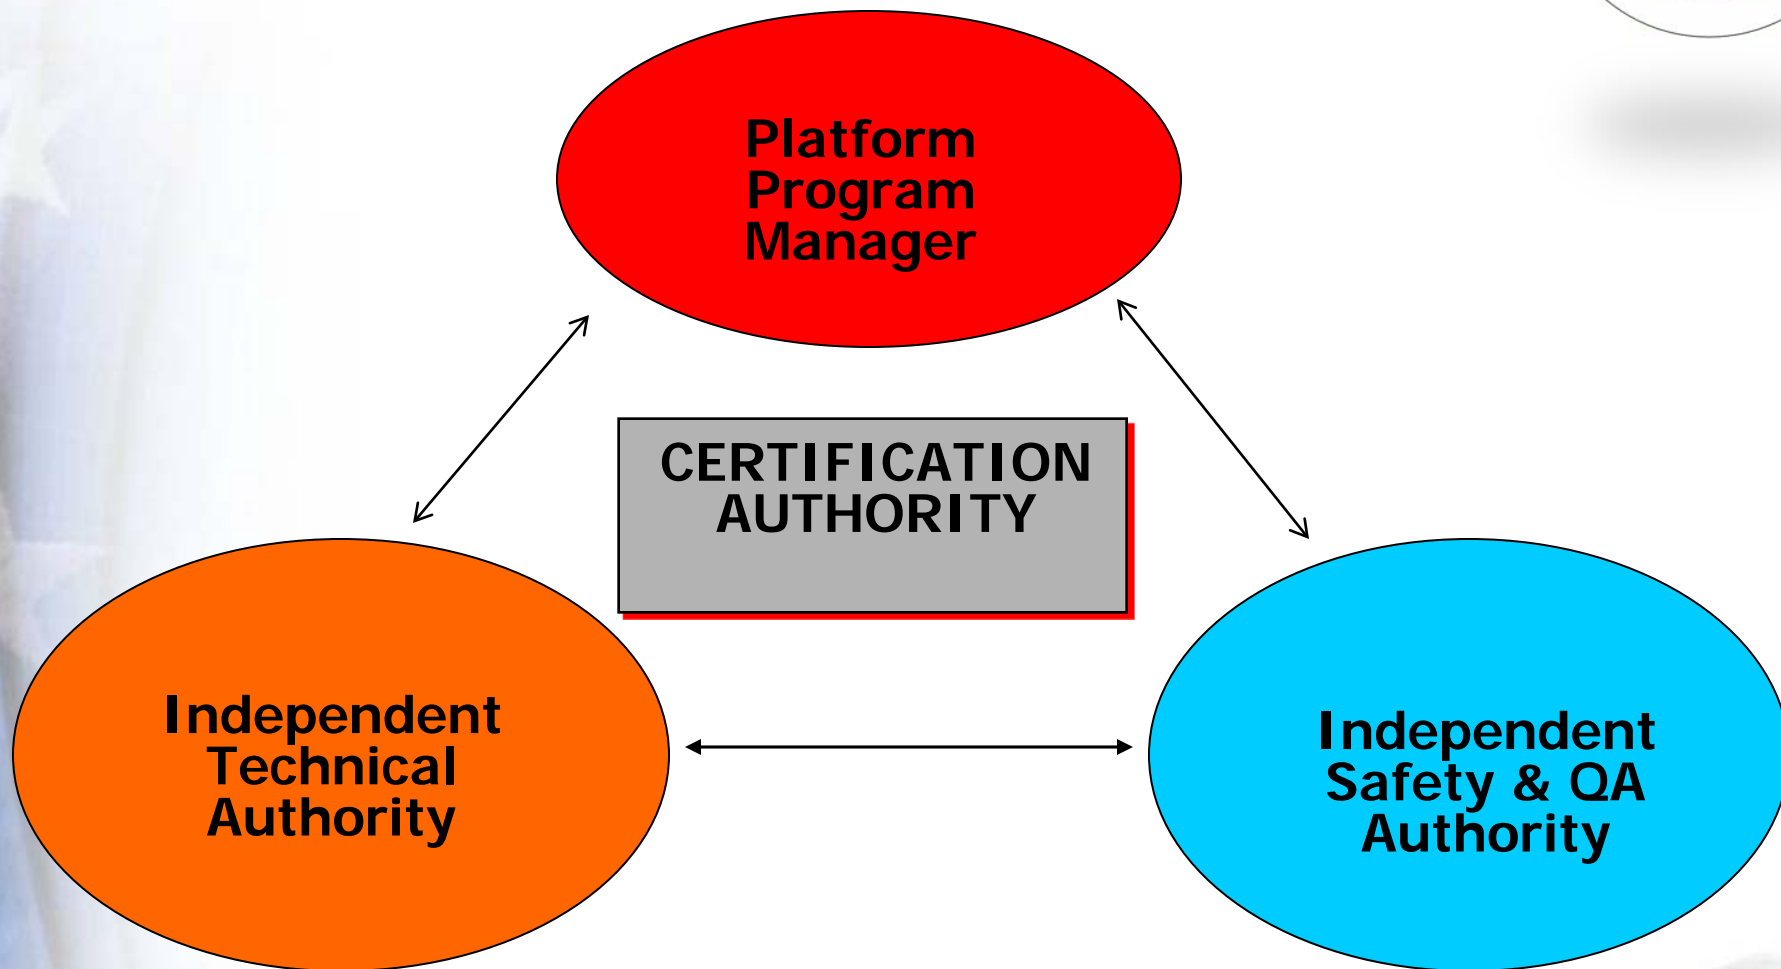 Platform
Program
Manager
CERTIFICATION
AUTHORITY
Independent
Technical
Authority
Independent
Safety & QA
Authority